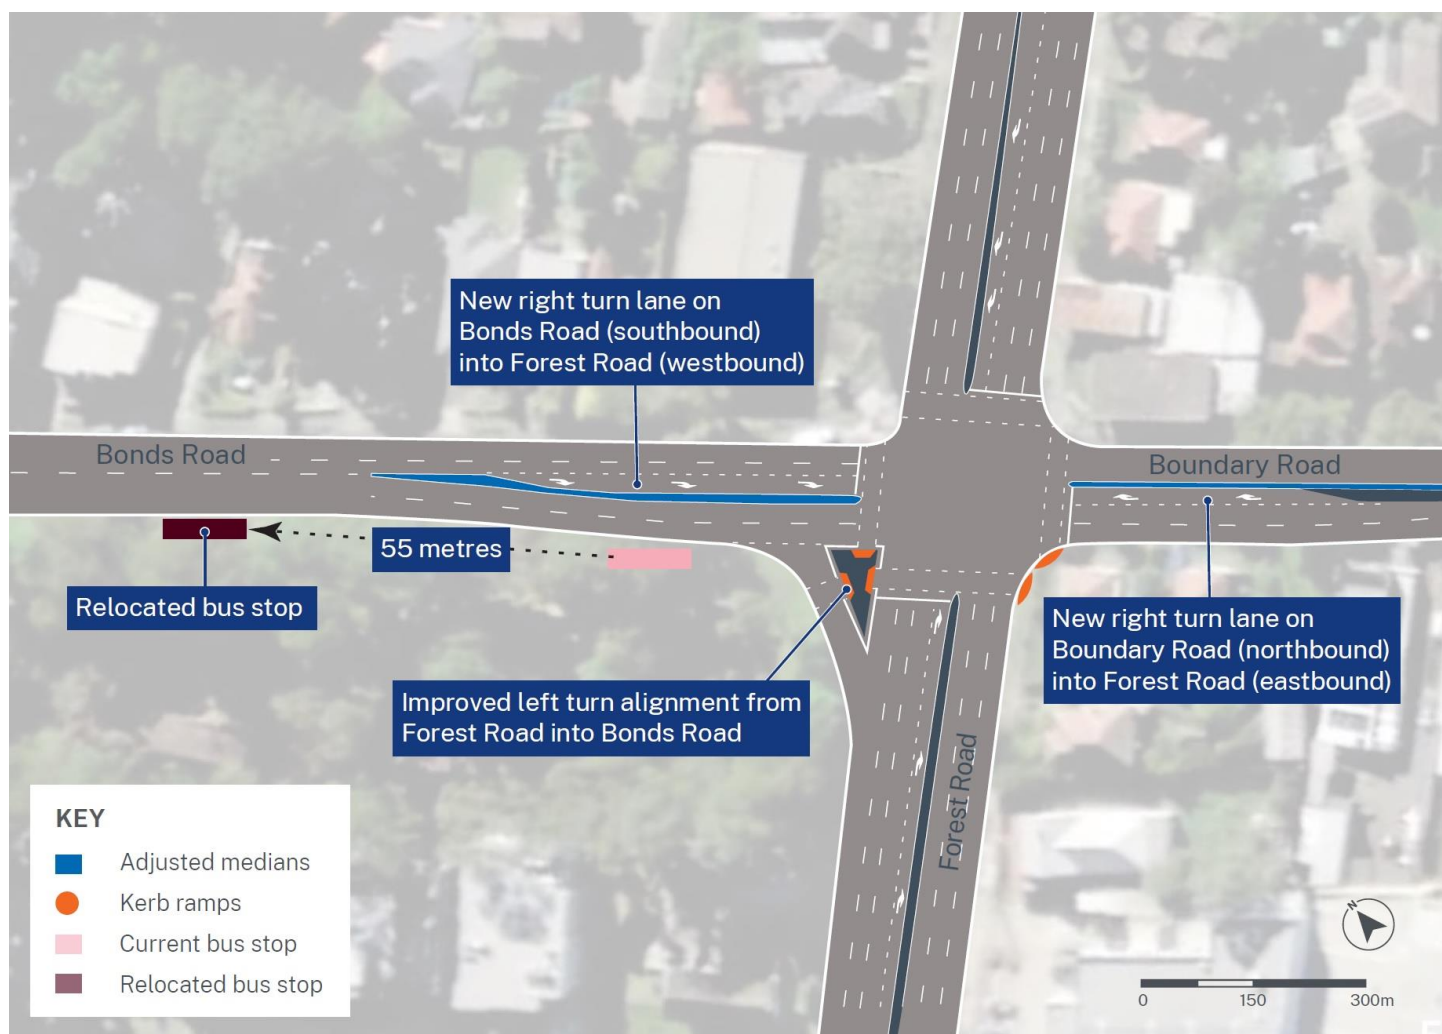 New right turn lane on
Bonds Road (southbound)
into Forest Road (westbound)
Bonds Road
Boundary Road
55 metres
Relocated bus stop
New right turn lane on
Boundary Road (northbound)
into Forest Road (eastbound)
Improved left turn alignment from
Forest Road into Bonds Road
Forest Road
KEY
Adjusted medians
Kerb ramps
Current bus stop
Relocated bus stop
N
0 150 300m